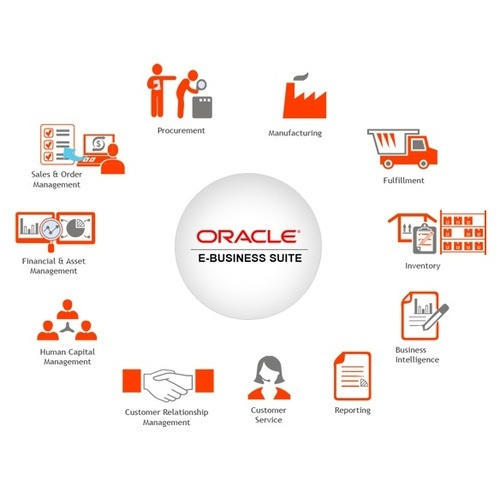 Procurement
Manufacturing
Sales & Order
Management
Fulfillment
ORACLE®
E-BUSINESS SUITE
Financial & Asset
Management
Inventory
Human Capital
Management
Business
Intelligence
Customer Relationship
Management
Customer
Service
Reporting